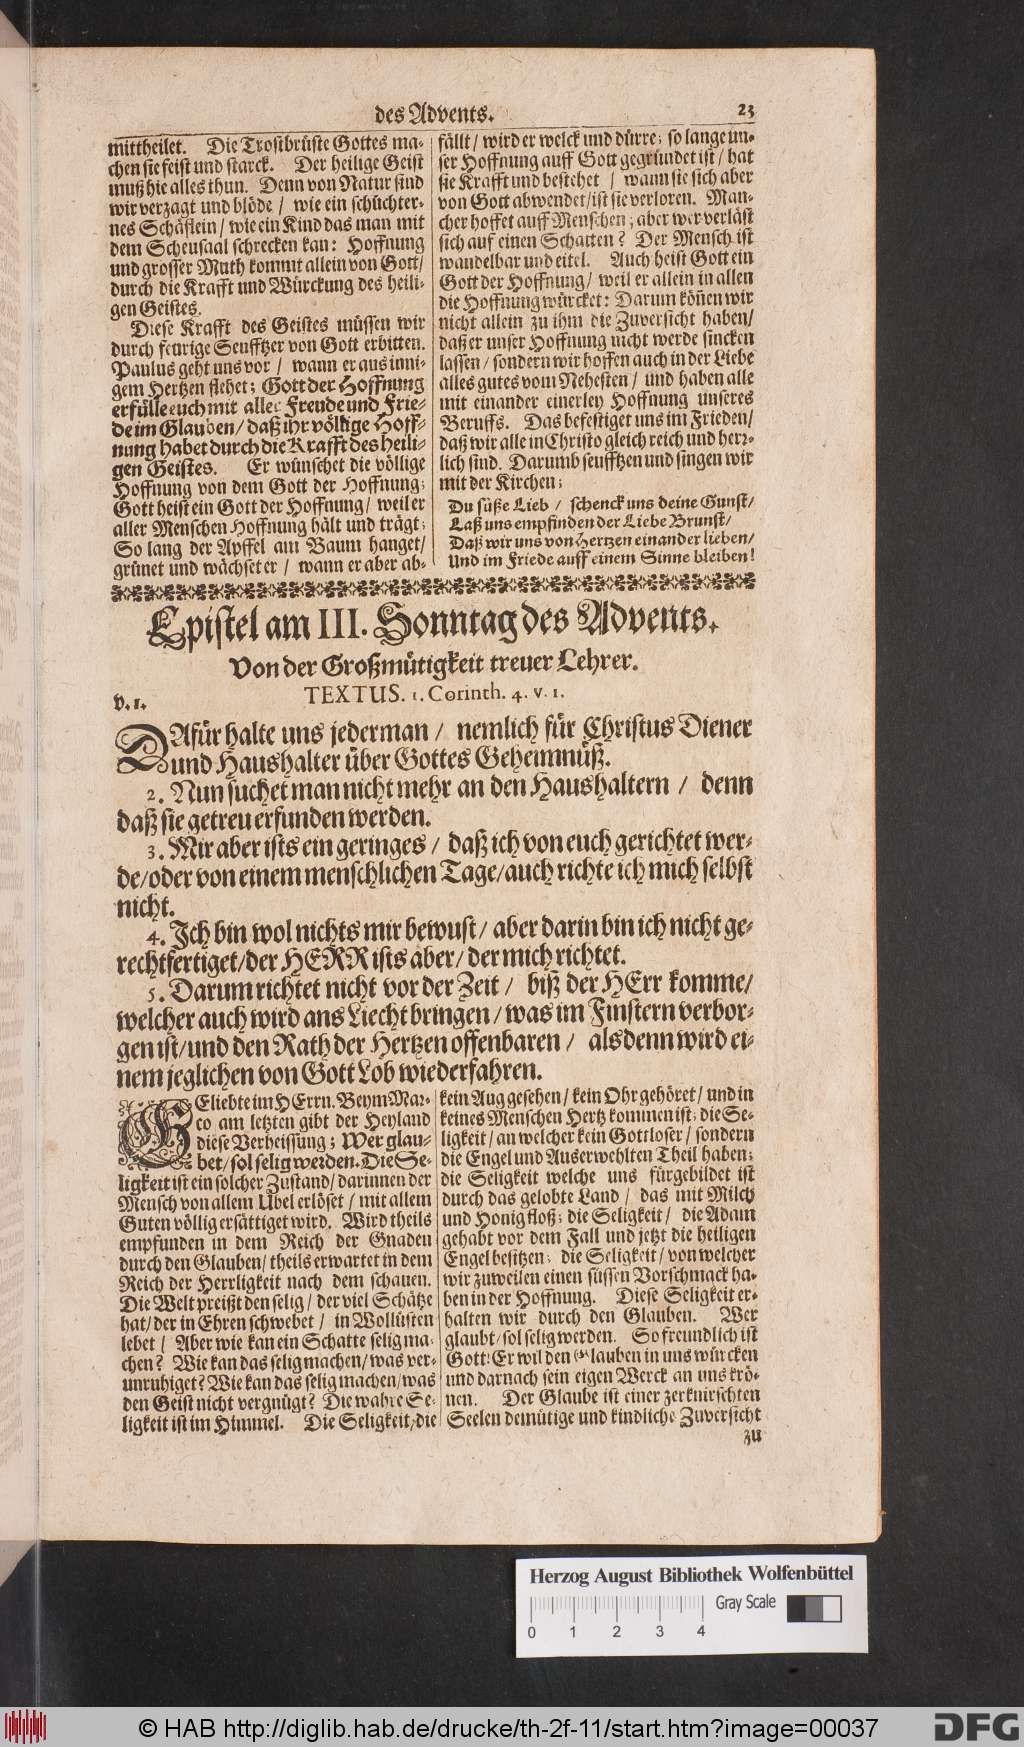 des Advents.
23
mittheilet. Die Trostbrüste Gottes ma-
chen sie feist und starck. Der heilige Geist
muß hie alles thun. Denn von Natur sind
wir verzagt und blöde / wie ein schüchter-
nes Schäflein / wie ein Kind das man mit
dem Scheusaal schrecken kan: Hoffnung
und grosser Muth kommt allein von Gott/
durch die Krafft und Würckung des heili-
gen Geistes.
Diese Krafft des Geistes müssen wir
durch feurige Seufftzer von Gott erbitten.
Paulus geht uns vor / wann er aus inni-
gem Hertzen flehet; Gott der Hoffnung
erfülle euch mit aller Freude und Frie-
de im Glauben / daß ihr völlige Hoff-
nung habet durch die Krafft des heili-
gen Geistes. Er wünschet die völlige
Hoffnung von dem Gott der Hoffnung;
Gott heist ein Gott der Hoffnung / weil er
aller Menschen Hoffnung hält und trägt;
So lang der Apffel am Baum hanget/
grünet und wächset er / wann er aber ab-
fällt / wird er welck und dürre; so lange un-
ser Hoffnung auff Gott gegründet ist / hat
sie Krafft und bestehet / wann sie sich aber
von Gott abwendet / ist sie verloren. Man-
cher hoffet auff Menschen; aber wer verläst
sich auf einen Schatten? Der Mensch ist
wandelbar und eitel. Auch heist Gott ein
Gott der Hoffnung / weil er allein in allen
die Hoffnung würcket: Darum köñen wir
nicht allein zu ihm die Zuversicht haben/
daß er unser Hoffnung nicht werde sincken
lassen / sondern wir hoffen auch in der Liebe
alles gutes vom Nehesten / und haben alle
mit einander einerley Hoffnung unseres
Beruffs. Das befestiget uns im Frieden/
daß wir alle in Christo gleich reich und herr-
lich sind. Darumb seufftzen und singen wir
mit der Kirchen;
Du süße Lieb / schenck uns deine Gunst/
Laß uns empfinden der Liebe Brunst/
Daß wir uns von Hertzen einander lieben/
Und im Friede auff einem Sinne bleiben!
Epistel am III. Sonntag des Advents.
Von der Großmütigkeit treuer Lehrer.
TEXTUS. 1. Corinth. 4. v. 1.
v. 1.
DAfür halte uns jederman / nemlich für Christus Diener
und Haushalter über Gottes Geheimnüß.
2. Nun suchet man nicht mehr an den Haushaltern / denn
daß sie getreu erfunden werden.
3. Mir aber ists ein geringes / daß ich von euch gerichtet wer-
de / oder von einem menschlichen Tage / auch richte ich mich selbst
nicht.
4. Ich bin wol nichts mir bewust / aber darin bin ich nicht ge-
rechtfertiget / der HERR ists aber / der mich richtet.
5. Darum richtet nicht vor der Zeit / biß der HErr komme/
welcher auch wird ans Liecht bringen / was im Finstern verbor-
gen ist / und den Rath der Hertzen offenbaren / alsdenn wird ei-
nem jeglichen von Gott Lob wiederfahren.
GEliebte im HErrn. Beym Mar-
co am letzten gibt der Heyland
diese Verheissung; Wer glau-
bet / sol selig werden. Die Se-
ligkeit ist ein solcher Zustand / darinnen der
Mensch von allem Ubel erlöset / mit allem
Guten völlig ersättiget wird. Wird theils
empfunden in dem Reich der Gnaden
durch den Glauben / theils erwartet in dem
Reich der Herrligkeit nach dem schauen.
Die Welt preißt den selig / der viel Schätze
hat / der in Ehren schwebet / in Wollüsten
lebet / Aber wie kan ein Schatte selig ma-
chen? Wie kan das selig machen / was ver-
unruhiget? Wie kan das selig machen / was
den Geist nicht vergnügt? Die wahre Se-
ligkeit ist im Himmel. Die Seligkeit / die
kein Aug gesehen / kein Ohr gehöret / und in
keines Menschen Hertz kommen ist; die Se-
ligkeit / an welcher kein Gottloser / sondern
die Engel und Auserwehlten Theil haben;
die Seligkeit welche uns fürgebildet ist
durch das gelobte Land / das mit Milch
und Honig floß; die Seligkeit / die Adam
gehabt vor dem Fall und jetzt die heiligen
Engel besitzen; die Seligkeit / von welcher
wir zuweilen einen süssen Vorschmack ha-
ben in der Hoffnung. Diese Seligkeit er-
halten wir durch den Glauben. Wer
glaubt / sol selig werden. So freundlich ist
Gott: Er wil den Glauben in uns würcken
und darnach sein eigen Werck an uns krö-
nen. Der Glaube ist einer zerknirschten
Seelen demütige und kindliche Zuversicht
zu
Herzog August Bibliothek Wolfenbüttel
Gray Scale
0 1 2 3 4
© HAB http://diglib.hab.de/drucke/th-2f-11/start.htm?image=00037
DFG